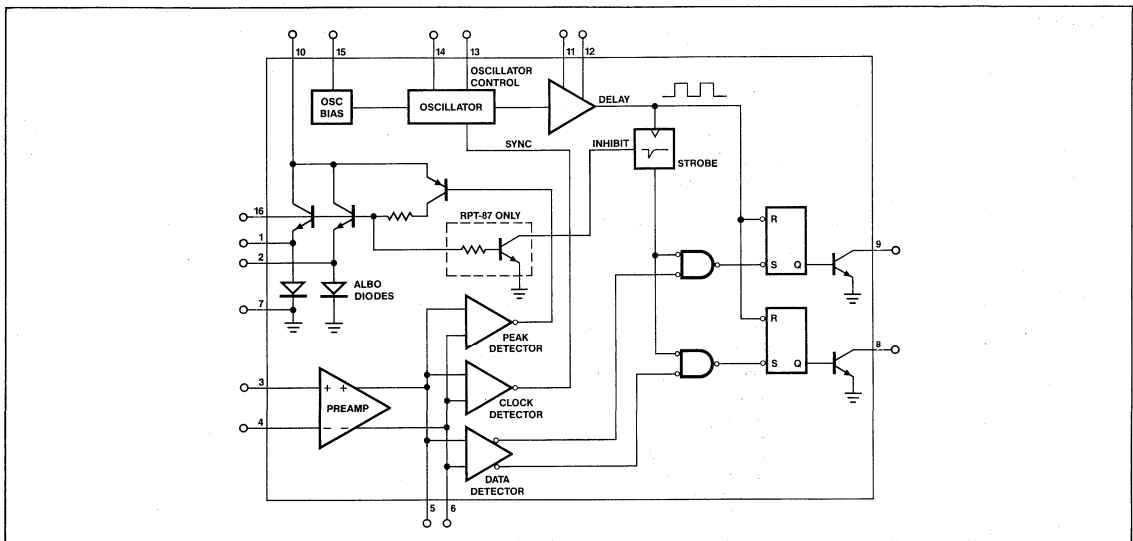 10
15
14
13
11
12
OSCILLATOR
CONTROL
OSC
BIAS
OSCILLATOR
DELAY
SYNC
INHIBIT
STROBE
16
RPT-87 ONLY
1
2
ALBO
DIODES
7
R
S
Q
9
PEAK
DETECTOR
R
S
Q
8
3
+ +
PREAMP
CLOCK
DETECTOR
4
– –
DATA
DETECTOR
5
6